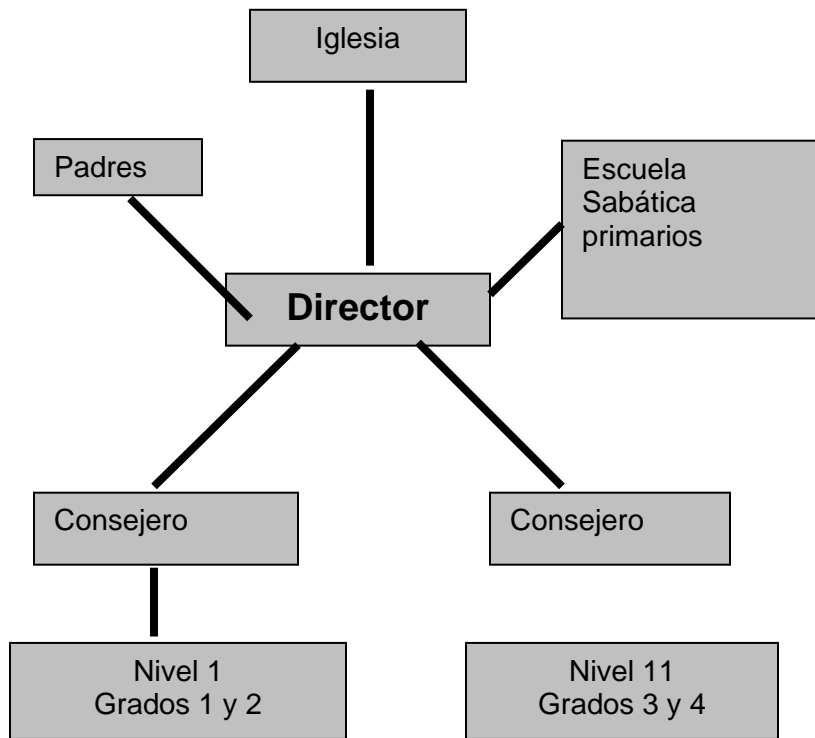 Iglesia
Padres
Escuela
Sabática
primarios
Director
Consejero
Consejero
Nivel 1
Grados 1 y 2
Nivel 11
Grados 3 y 4